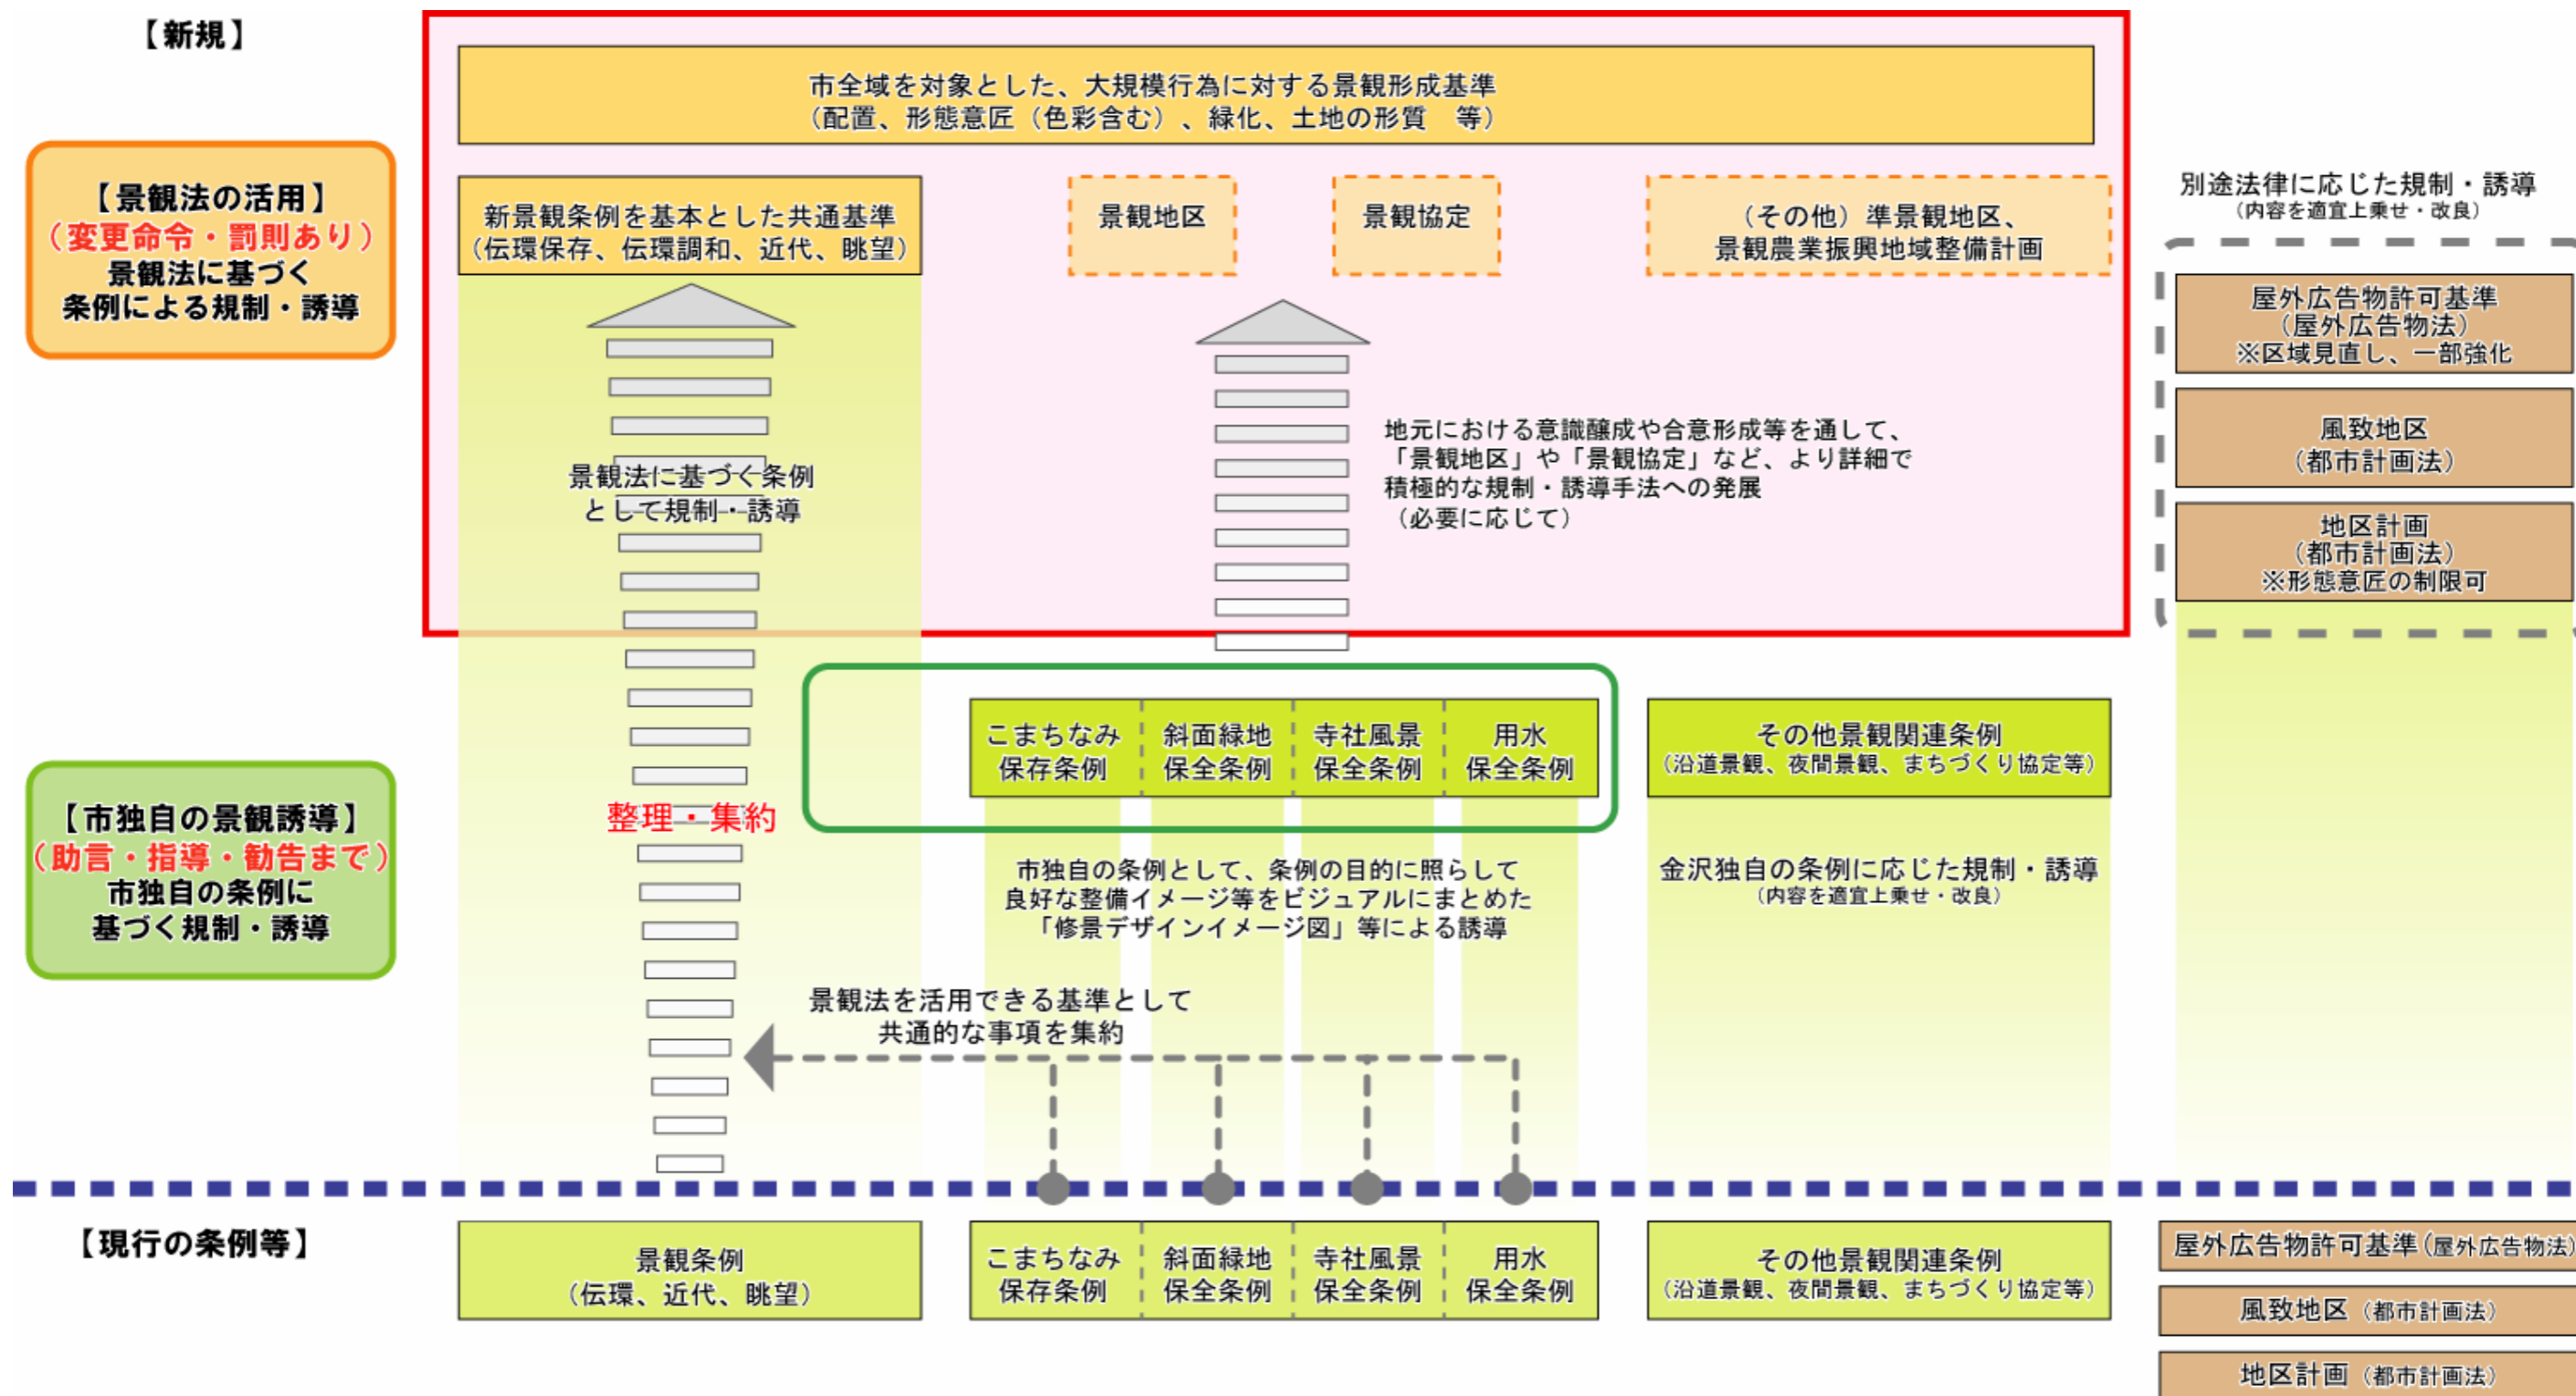 【新規】
市全域を対象とした、大規模行為に対する景観形成基準
（配置、形態意匠（色彩含む）、緑化、土地の形質　等）
【景観法の活用】
（変更命令・罰則あり）
景観法に基づく
条例による規制・誘導
新景観条例を基本とした共通基準
（伝環保存、伝環調和、近代、眺望）
景観地区
景観協定
（その他）準景観地区、
景観農業振興地域整備計画
別途法律に応じた規制・誘導
（内容を適宜上乗せ・改良）
屋外広告物許可基準
（屋外広告物法）
※区域見直し、一部強化
風致地区
（都市計画法）
地区計画
（都市計画法）
※形態意匠の制限可
景観法に基づく条例
として規制・誘導
地元における意識醸成や合意形成等を通して、
「景観地区」や「景観協定」など、より詳細で
積極的な規制・誘導手法への発展
（必要に応じて）
【市独自の景観誘導】
（助言・指導・勧告まで）
市独自の条例に
基づく規制・誘導
整理・集約
こまちなみ
保存条例
斜面緑地
保全条例
寺社風景
保全条例
用水
保全条例
その他景観関連条例
（沿道景観、夜間景観、まちづくり協定等）
市独自の条例として、条例の目的に照らして
良好な整備イメージ等をビジュアルにまとめた
「修景デザインイメージ図」等による誘導
金沢独自の条例に応じた規制・誘導
（内容を適宜上乗せ・改良）
景観法を活用できる基準として
共通的な事項を集約
【現行の条例等】
景観条例
（伝環、近代、眺望）
こまちなみ
保存条例
斜面緑地
保全条例
寺社風景
保全条例
用水
保全条例
その他景観関連条例
（沿道景観、夜間景観、まちづくり協定等）
屋外広告物許可基準（屋外広告物法）
風致地区（都市計画法）
地区計画（都市計画法）